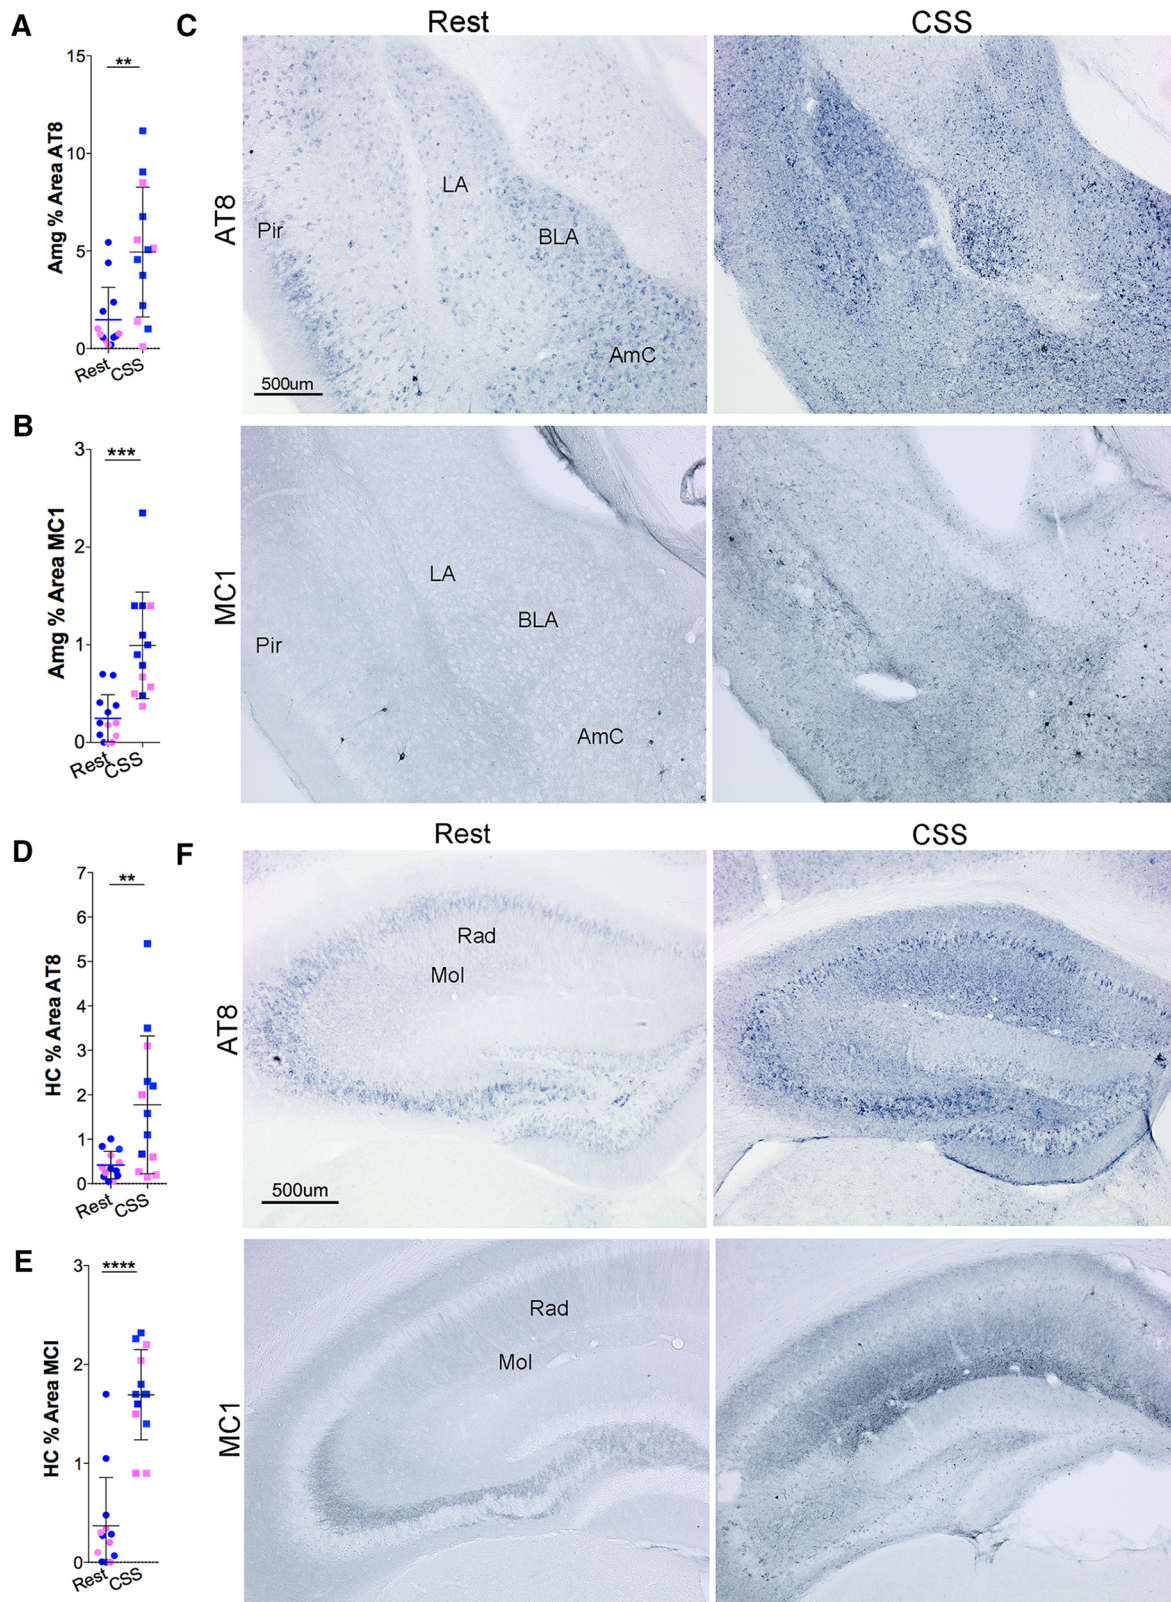 A
Amg % Area AT8
15
10
5
0
**
Rest
CSS
C
Rest
CSS
AT8
Pir
LA
BLA
AmC
500um
B
Amg % Area MC1
3
2
1
0
***
Rest
CSS
MC1
Pir
LA
BLA
AmC
D
HC % Area AT8
7
6
5
4
3
2
1
0
**
Rest
CSS
F
Rest
CSS
AT8
Rad
Mol
500um
E
HC % Area MCI
3
2
1
0
****
Rest
CSS
MC1
Rad
Mol